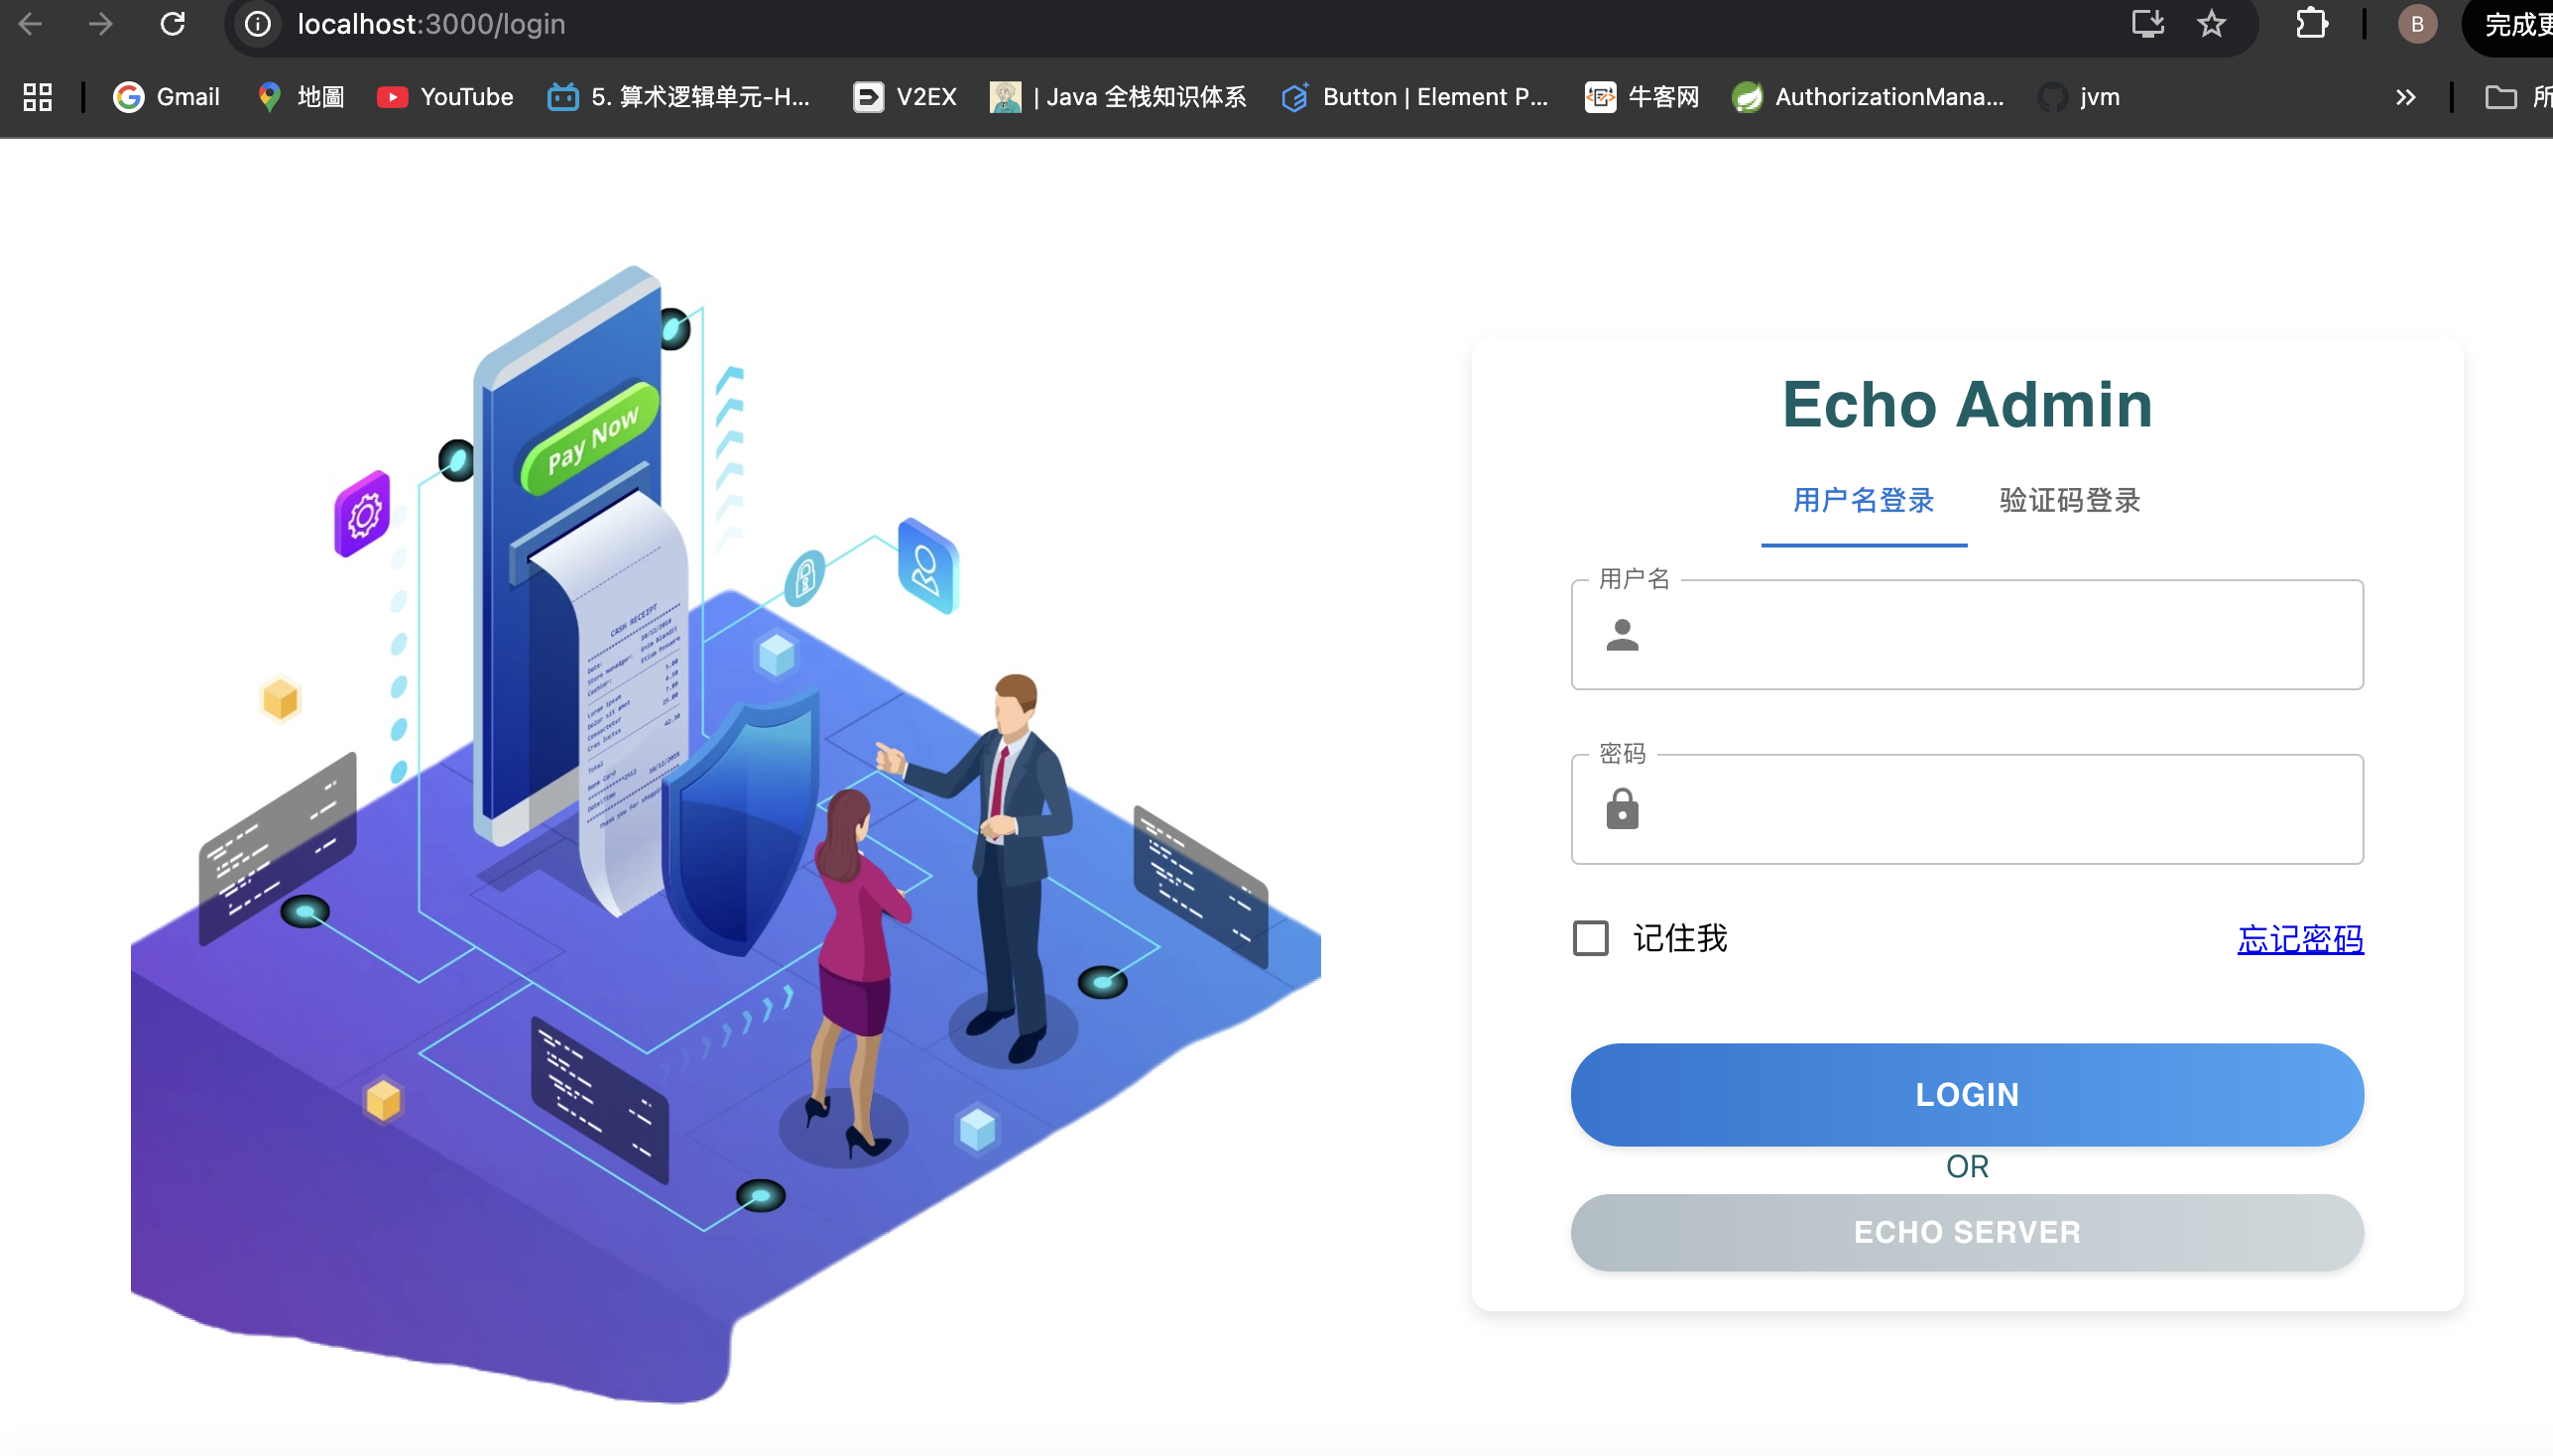 localhost:3000/login
B
完成更
Gmail
地圖
YouTube
5. 算术逻辑单元-H...
V2EX
| Java 全栈知识体系
Button | Element P...
牛客网
AuthorizationMana...
jvm
所
Pay Now
CASH RECEIPT
Echo Admin
用户名登录
验证码登录
用户名
密码
记住我
忘记密码
LOGIN
OR
ECHO SERVER